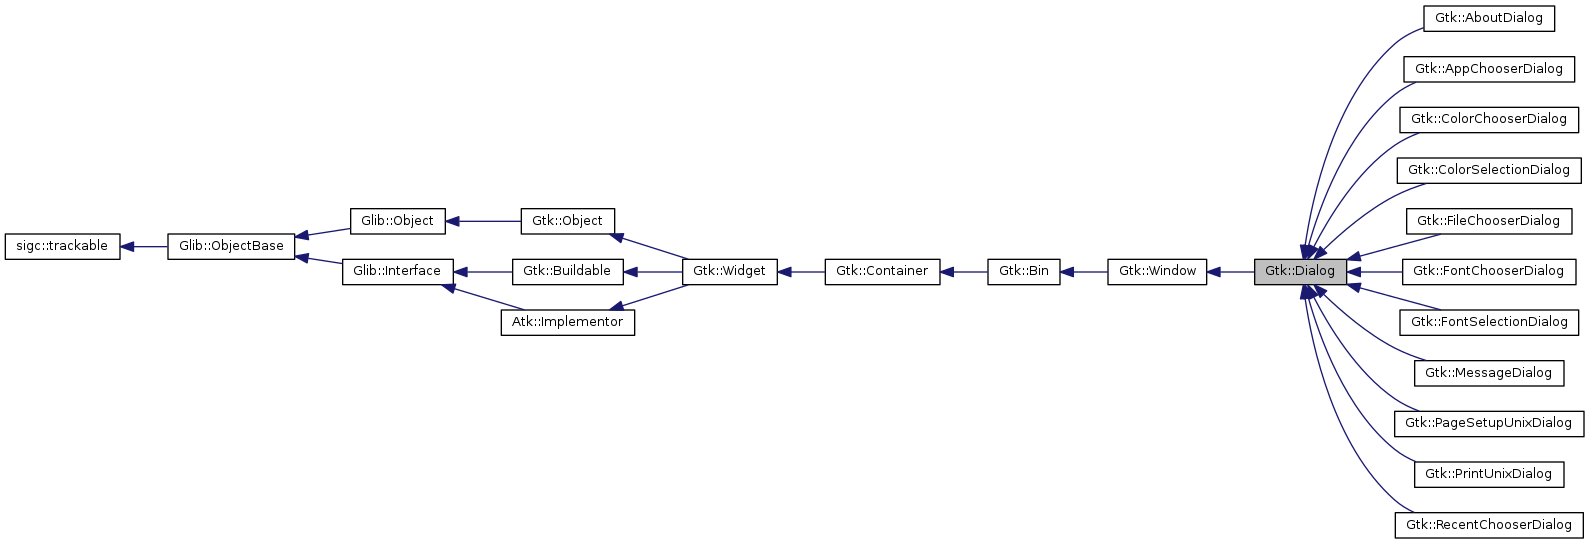 Gtk::AboutDialog
Gtk::AppChooserDialog
Gtk::ColorChooserDialog
Gtk::ColorSelectionDialog
Glib::Object
Gtk::Object
Gtk::FileChooserDialog
sigc::trackable
Glib::ObjectBase
Glib::Interface
Gtk::Buildable
Gtk::Widget
Gtk::Container
Gtk::Bin
Gtk::Window
Gtk::Dialog
Gtk::FontChooserDialog
Atk::Implementor
Gtk::FontSelectionDialog
Gtk::MessageDialog
Gtk::PageSetupUnixDialog
Gtk::PrintUnixDialog
Gtk::RecentChooserDialog